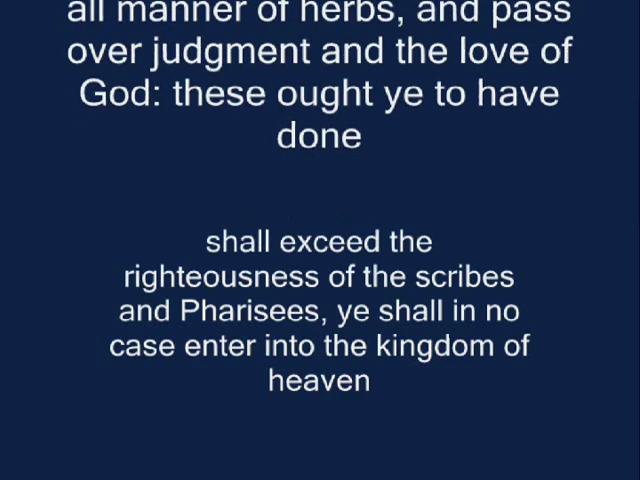 all manner of herbs, and pass
over judgment and the love of
God: these ought ye to have
done
shall exceed the
righteousness of the scribes
and Pharisees, ye shall in no
case enter into the kingdom of
heaven